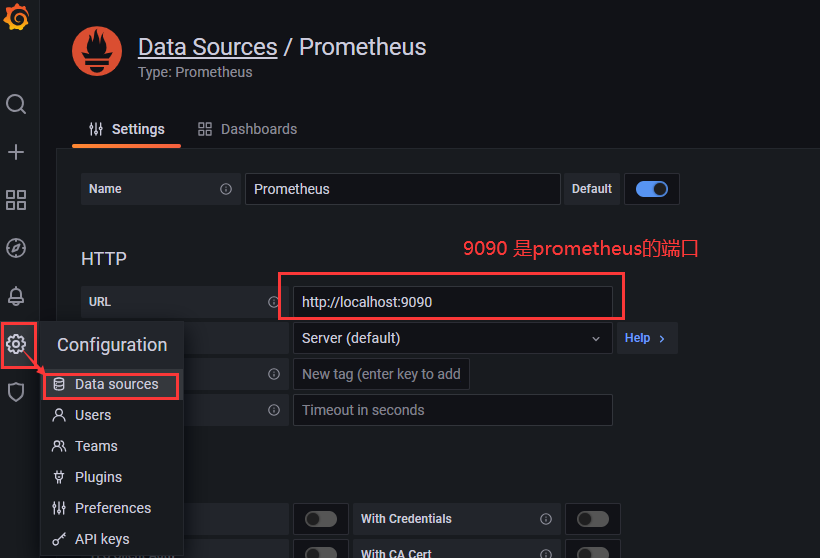 Data Sources / Prometheus
Type: Prometheus
Settings
Dashboards
Name
Prometheus
Default
9090 是prometheus的端口
HTTP
URL
http://localhost:9090
Server (default)
Help
New tag (enter key to add
Timeout in seconds
Configuration
Data sources
Users
Teams
Plugins
Preferences
API keys
With Credentials
With CA Cert